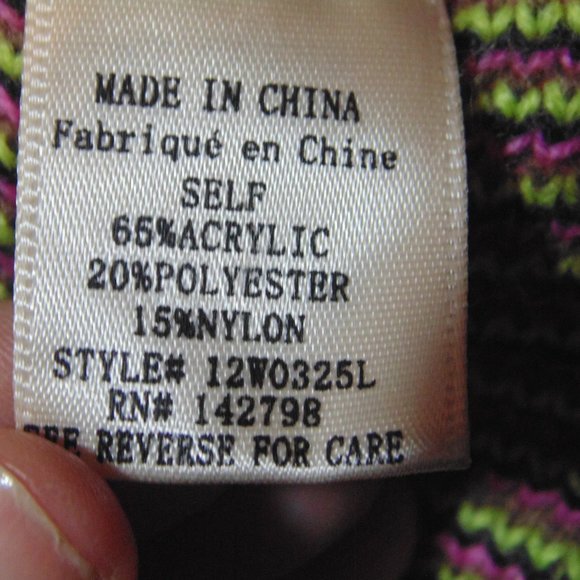 MADE IN CHINA
Fabriqué en Chine
SELF
65%ACRYLIC
20%POLYESTER
15%NYLON
STYLE# 12W0325L
RN# 142798
SEE REVERSE FOR CARE